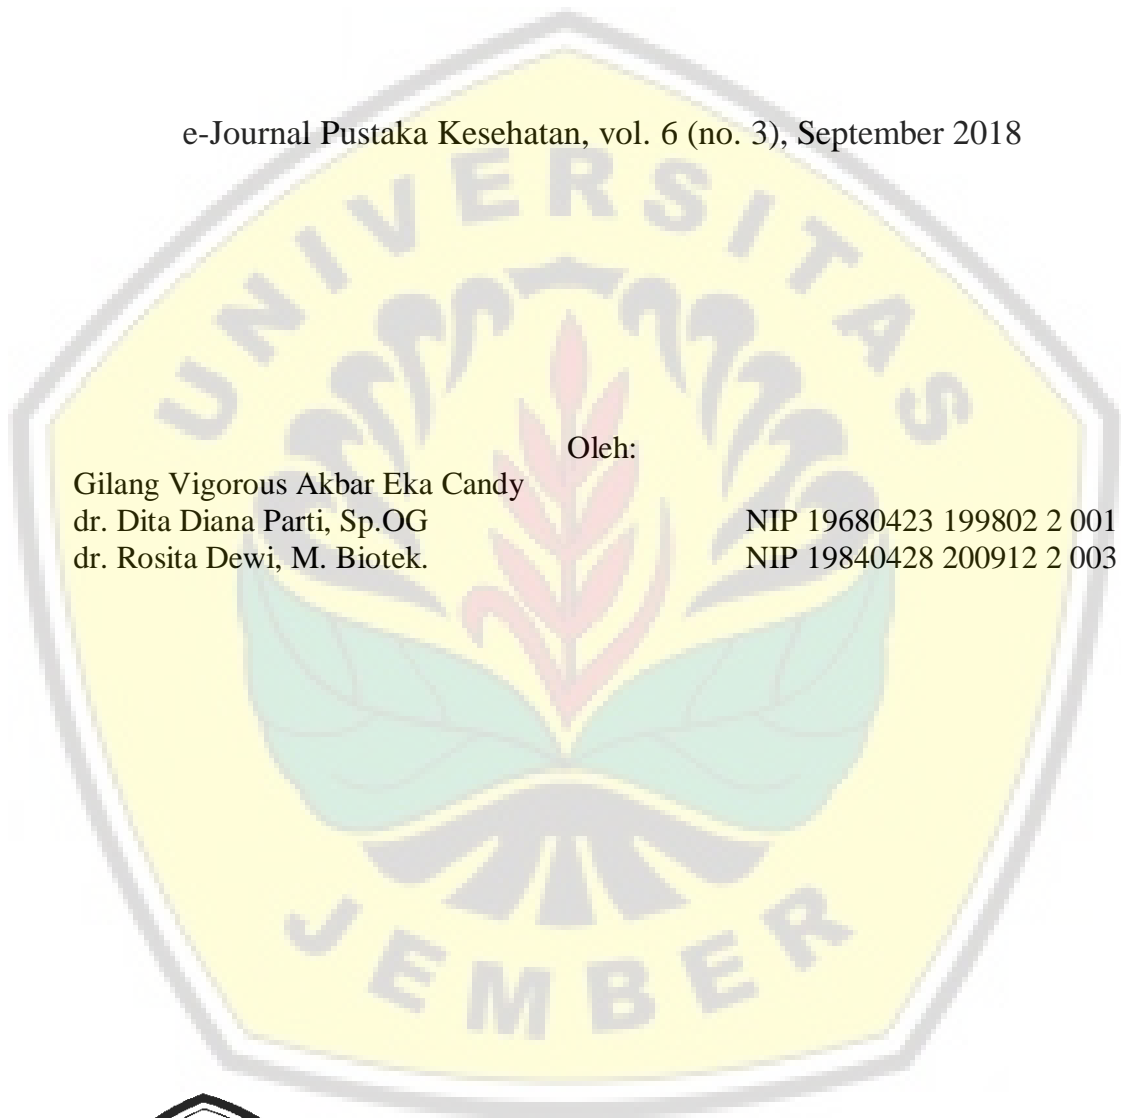 e-Journal Pustaka Kesehatan, vol. 6 (no. 3), September 2018
UNIVERSITAS
Oleh:
Gilang Vigorous Akbar Eka Candy
dr. Dita Diana Parti, Sp.OG NIP 19680423 199802 2 001
dr. Rosita Dewi, M. Biotek. NIP 19840428 200912 2 003
JEMBER